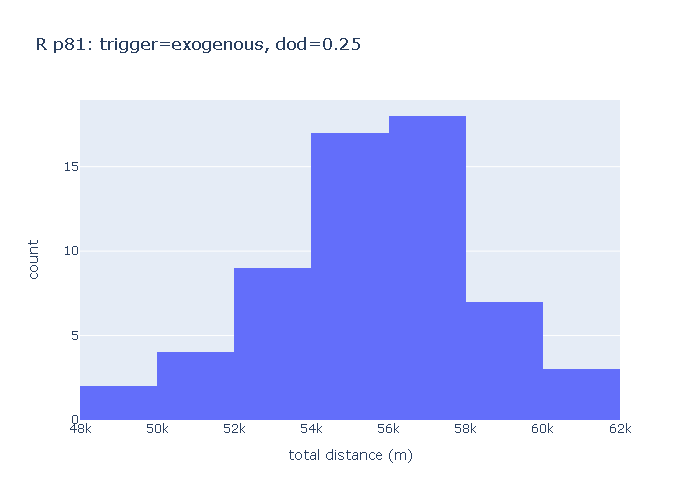 R p81: trigger=exogenous, dod=0.25
15
10
5
0
count
48k 50k 52k 54k 56k 58k 60k 62k
total distance (m)